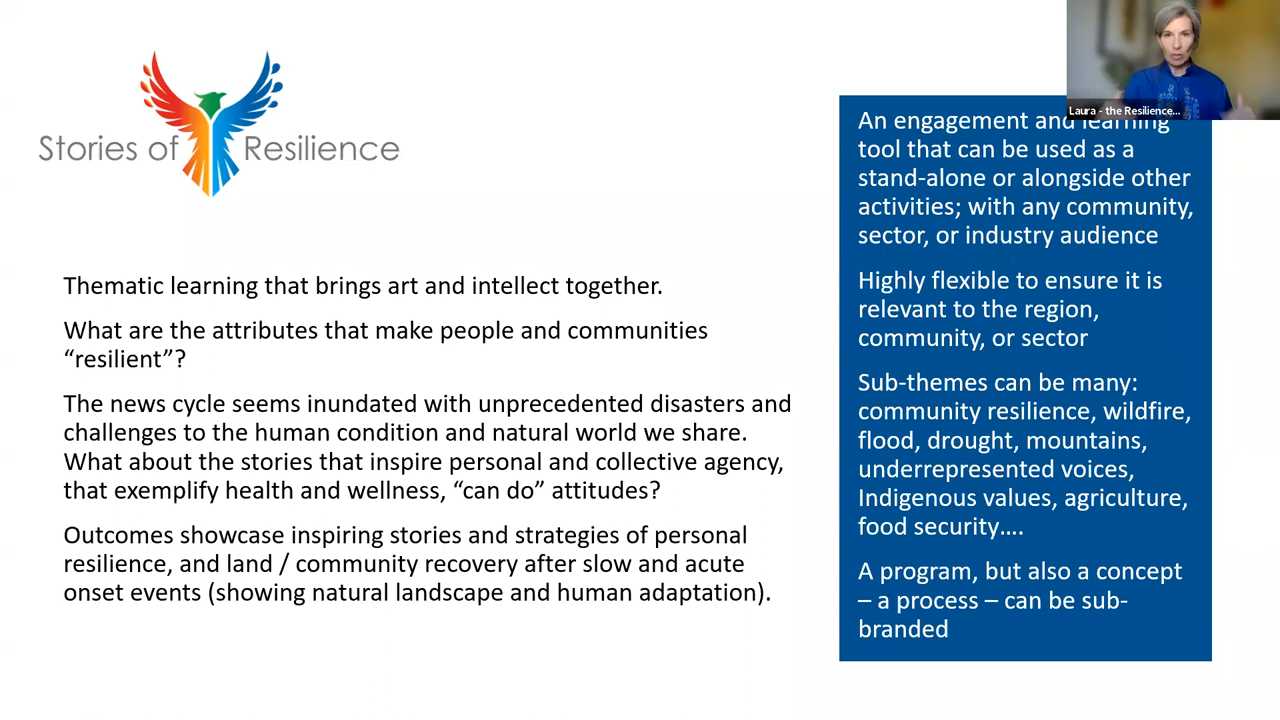 Stories of Resilience
Thematic learning that brings art and intellect together.
What are the attributes that make people and communities
“resilient”?
The news cycle seems inundated with unprecedented disasters and
challenges to the human condition and natural world we share.
What about the stories that inspire personal and collective agency,
that exemplify health and wellness, “can do” attitudes?
Outcomes showcase inspiring stories and strategies of personal
resilience, and land / community recovery after slow and acute
onset events (showing natural landscape and human adaptation).
Laura - the Resilience...
An engagement and learning
tool that can be used as a
stand-alone or alongside other
activities; with any community,
sector, or industry audience
Highly flexible to ensure it is
relevant to the region,
community, or sector
Sub-themes can be many:
community resilience, wildfire,
flood, drought, mountains,
underrepresented voices,
Indigenous values, agriculture,
food security….
A program, but also a concept
– a process – can be sub-
branded